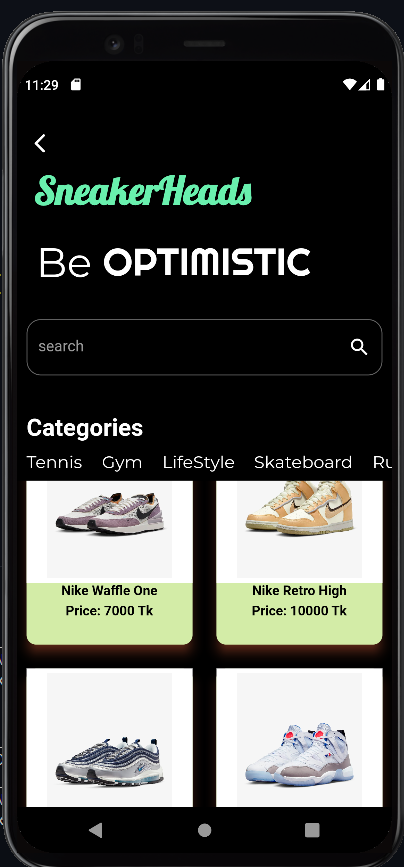 11:29
SneakerHeads
Be OPTIMISTIC
search
Categories
Tennis Gym LifeStyle Skateboard Ru
Nike Waffle One Nike Retro High
Price: 7000 Tk Price: 10000 Tk